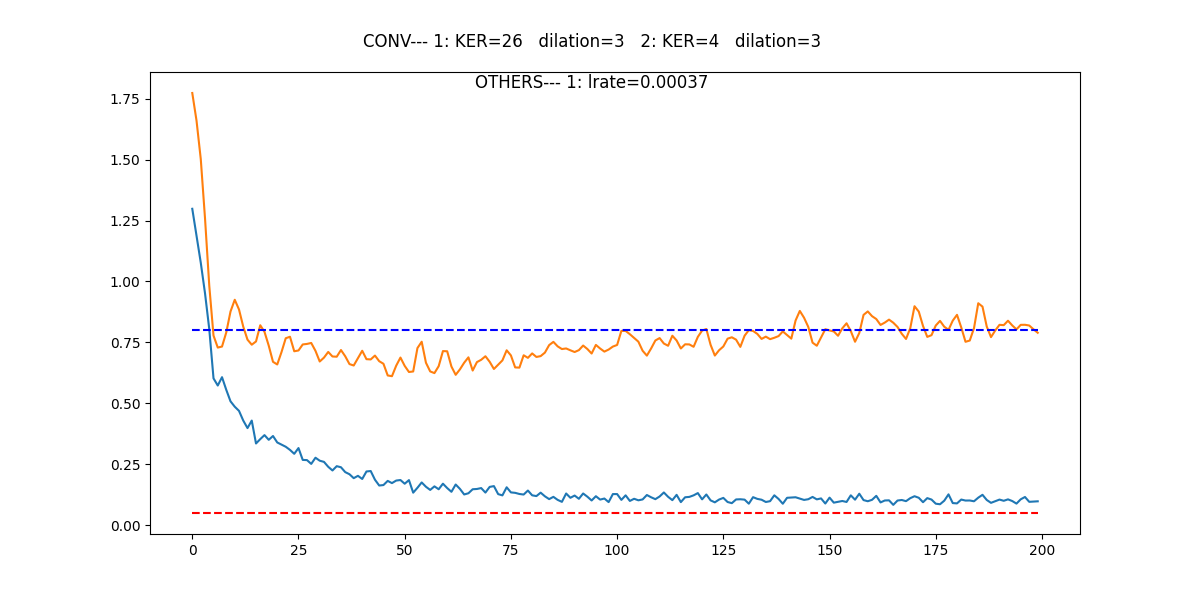 CONV--- 1: KER=26   dilation=3   2: KER=4   dilation=3
OTHERS--- 1: lrate=0.00037
1.75
1.50
1.25
1.00
0.75
0.50
0.25
0.00
0 25 50 75 100 125 150 175 200